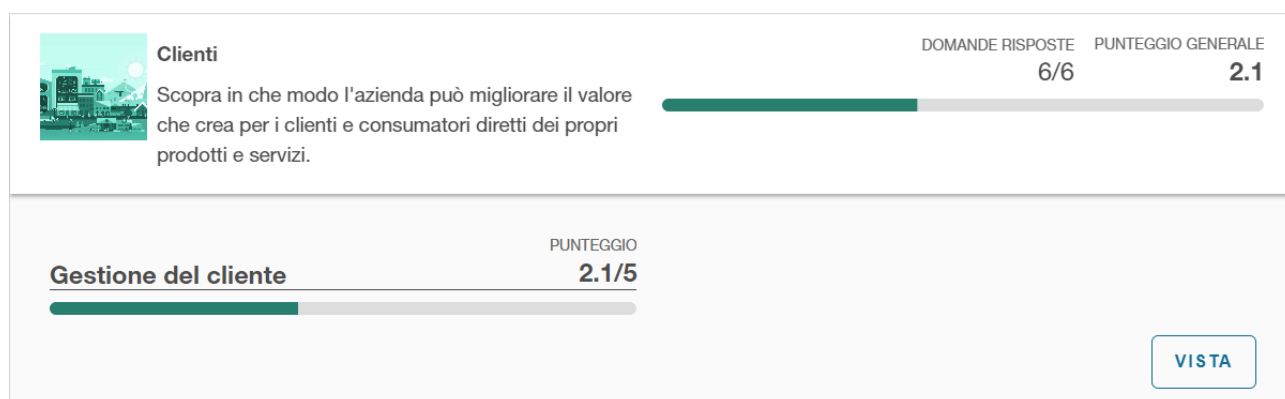 Clienti
Scopra in che modo l'azienda può migliorare il valore
che crea per i clienti e consumatori diretti dei propri
prodotti e servizi.
DOMANDE RISPOSTE
6/6
PUNTEGGIO GENERALE
2.1
Gestione del cliente
PUNTEGGIO
2.1/5
VISTA